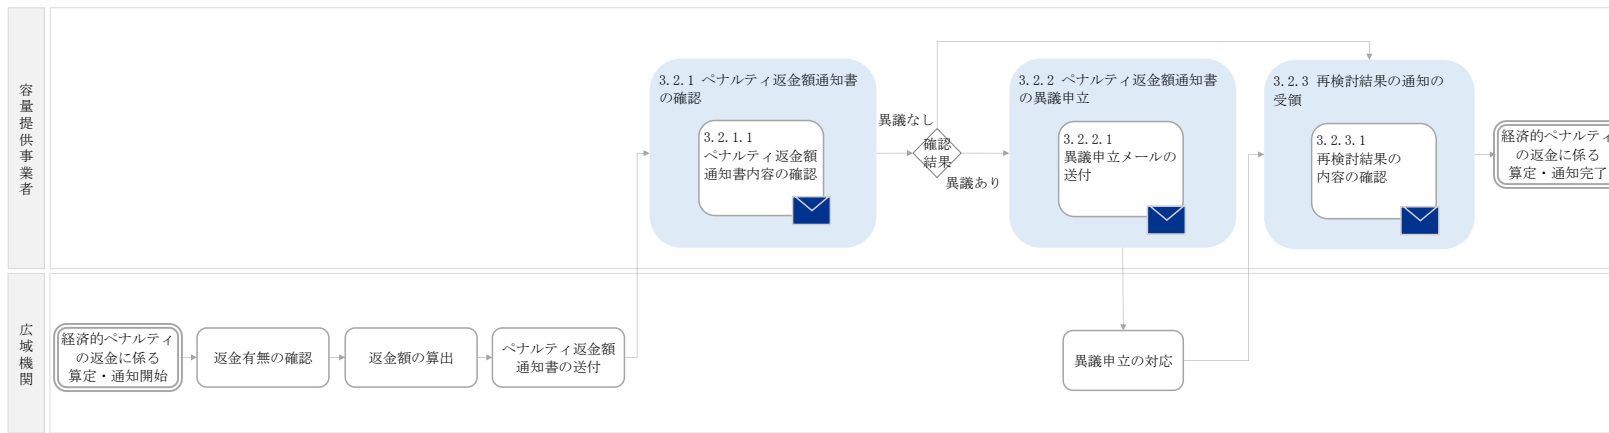 容量提供事業者
3.2.1 ペナルティ返金額通知書
の確認
3.2.1.1
ペナルティ返金額
通知書内容の確認
異議なし
確認
結果
異議あり
3.2.2 ペナルティ返金額通知書
の異議申立
3.2.2.1
異議申立メールの
送付
3.2.3 再検討結果の通知の
受領
3.2.3.1
再検討結果の
内容の確認
経済的ペナルティ
の返金に係る
算定・通知完了
広域機関
経済的ペナルティ
の返金に係る
算定・通知開始
返金有無の確認
返金額の算出
ペナルティ返金額
通知書の送付
異議申立の対応